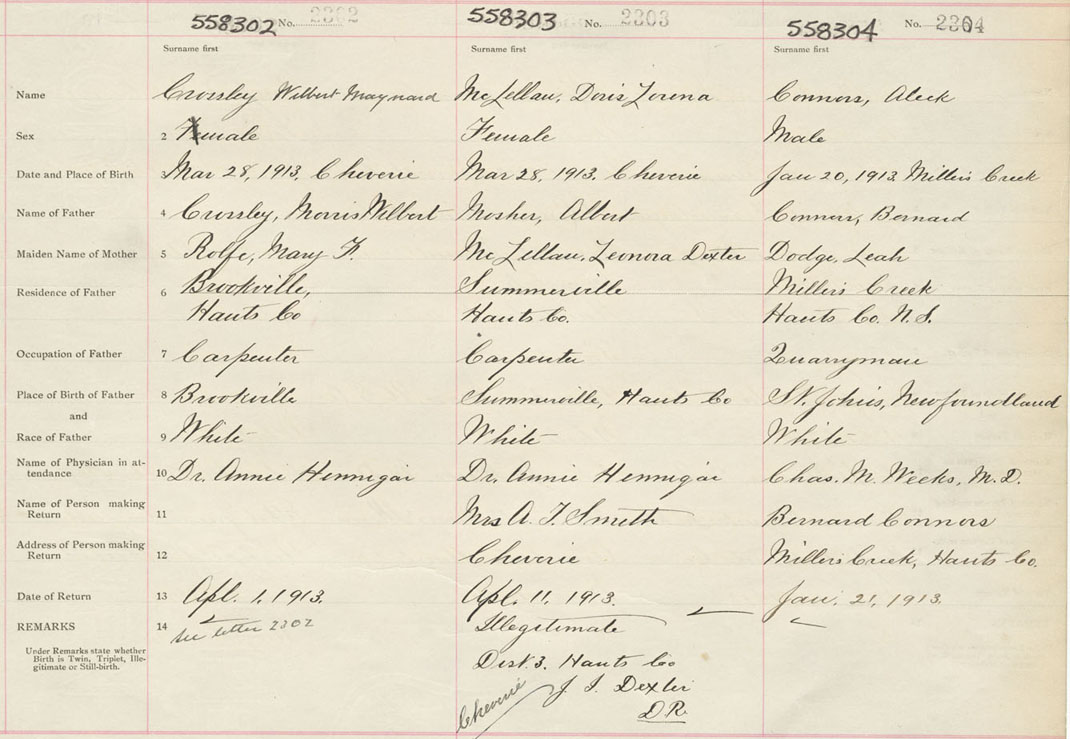 558302 No. 2302 558303 No. 2303 558304 No. 2304
Surname first Surname first Surname first
Name Crossley Wilbert Maynard McLellan, Doris Lorena Connors, Aleck
Sex 2 Female Female Male
Date and Place of Birth 3 Mar 28, 1913, Cheverie Mar 28, 1913, Cheverie Jan 20, 1913, Millers Creek
Name of Father 4 Crossley, Morris Wilbert Mosher, Albert Connors, Bernard
Maiden Name of Mother 5 Rolfe, Mary F. McLellan, Leonora Dexter Dodge, Leah
Residence of Father 6 Brookville, Summerville Millers Creek
Hants Co Hants Co. Hants Co. N.S.
Occupation of Father 7 Carpenter Carpenter Quarryman
Place of Birth of Father 8 Brookville Summerville, Hants Co St. John's, Newfoundland
and
Race of Father 9 White White White
Name of Physician in at- 10 Dr. Annie Hennigar Dr. Annie Hennigar Chas. M. Weeks, M.D.
tendance
Name of Person making 11 Mrs A. T. Smith Bernard Connors
Return
Address of Person making 12 Cheverie Millers Creek, Hants Co.
Return
Date of Return 13 Apl. 1, 1913. Apl. 11, 1913. Jan. 21, 1913.
REMARKS 14 see letter 2302 Illegitimate
Under Remarks state whether
Birth is Twin, Triplet, Ille-
gitimate or Still-birth.
Dist. 3. Hants Co
Cheverie J. I. Dexter
D.R.